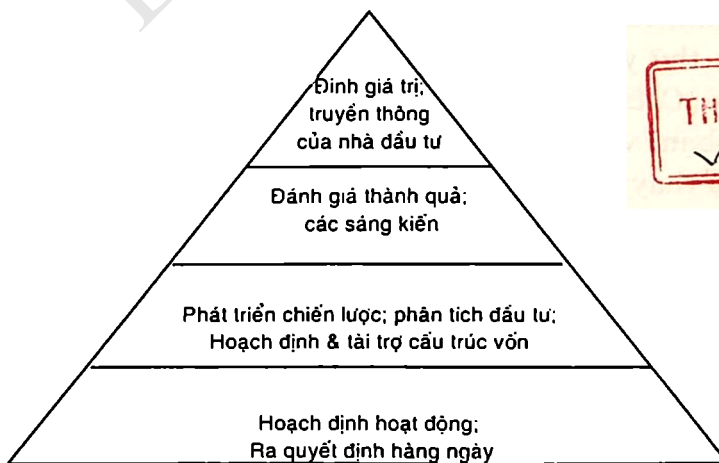 Định giá trị;
truyền thông
của nhà đầu tư
TH
Đánh giá thành quả;
các sáng kiến
Phát triển chiến lược; phân tích đầu tư;
Hoạch định & tài trợ cấu trúc vốn
Hoạch định hoạt động;
Ra quyết định hàng ngày